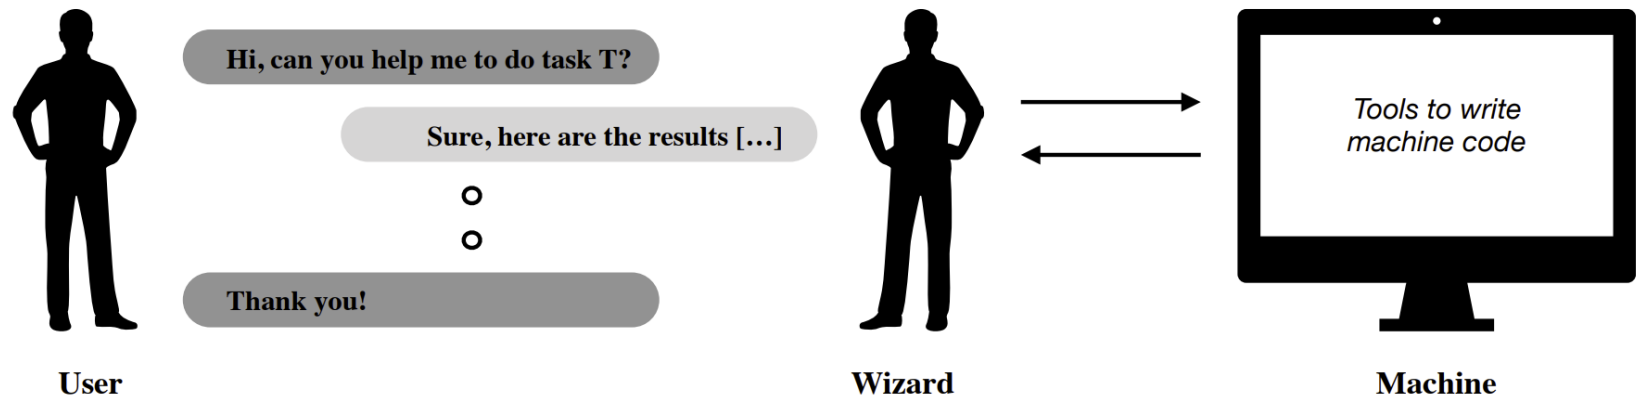 Hi, can you help me to do task T?
Sure, here are the results […]
Thank you!
Tools to write
machine code
User
Wizard
Machine